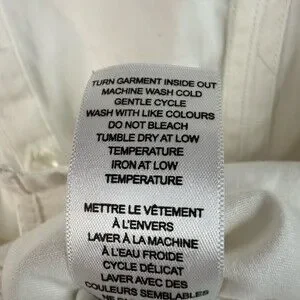 TURN GARMENT INSIDE OUT
MACHINE WASH COLD
GENTLE CYCLE
WASH WITH LIKE COLOURS
DO NOT BLEACH
TUMBLE DRY AT LOW
TEMPERATURE
IRON AT LOW
TEMPERATURE
METTRE LE VÊTEMENT
À L'ENVERS
LAVER À LA MACHINE
À L'EAU FROIDE
CYCLE DÉLICAT
LAVER AVEC DES
COULEURS SEMBLABLES
NE